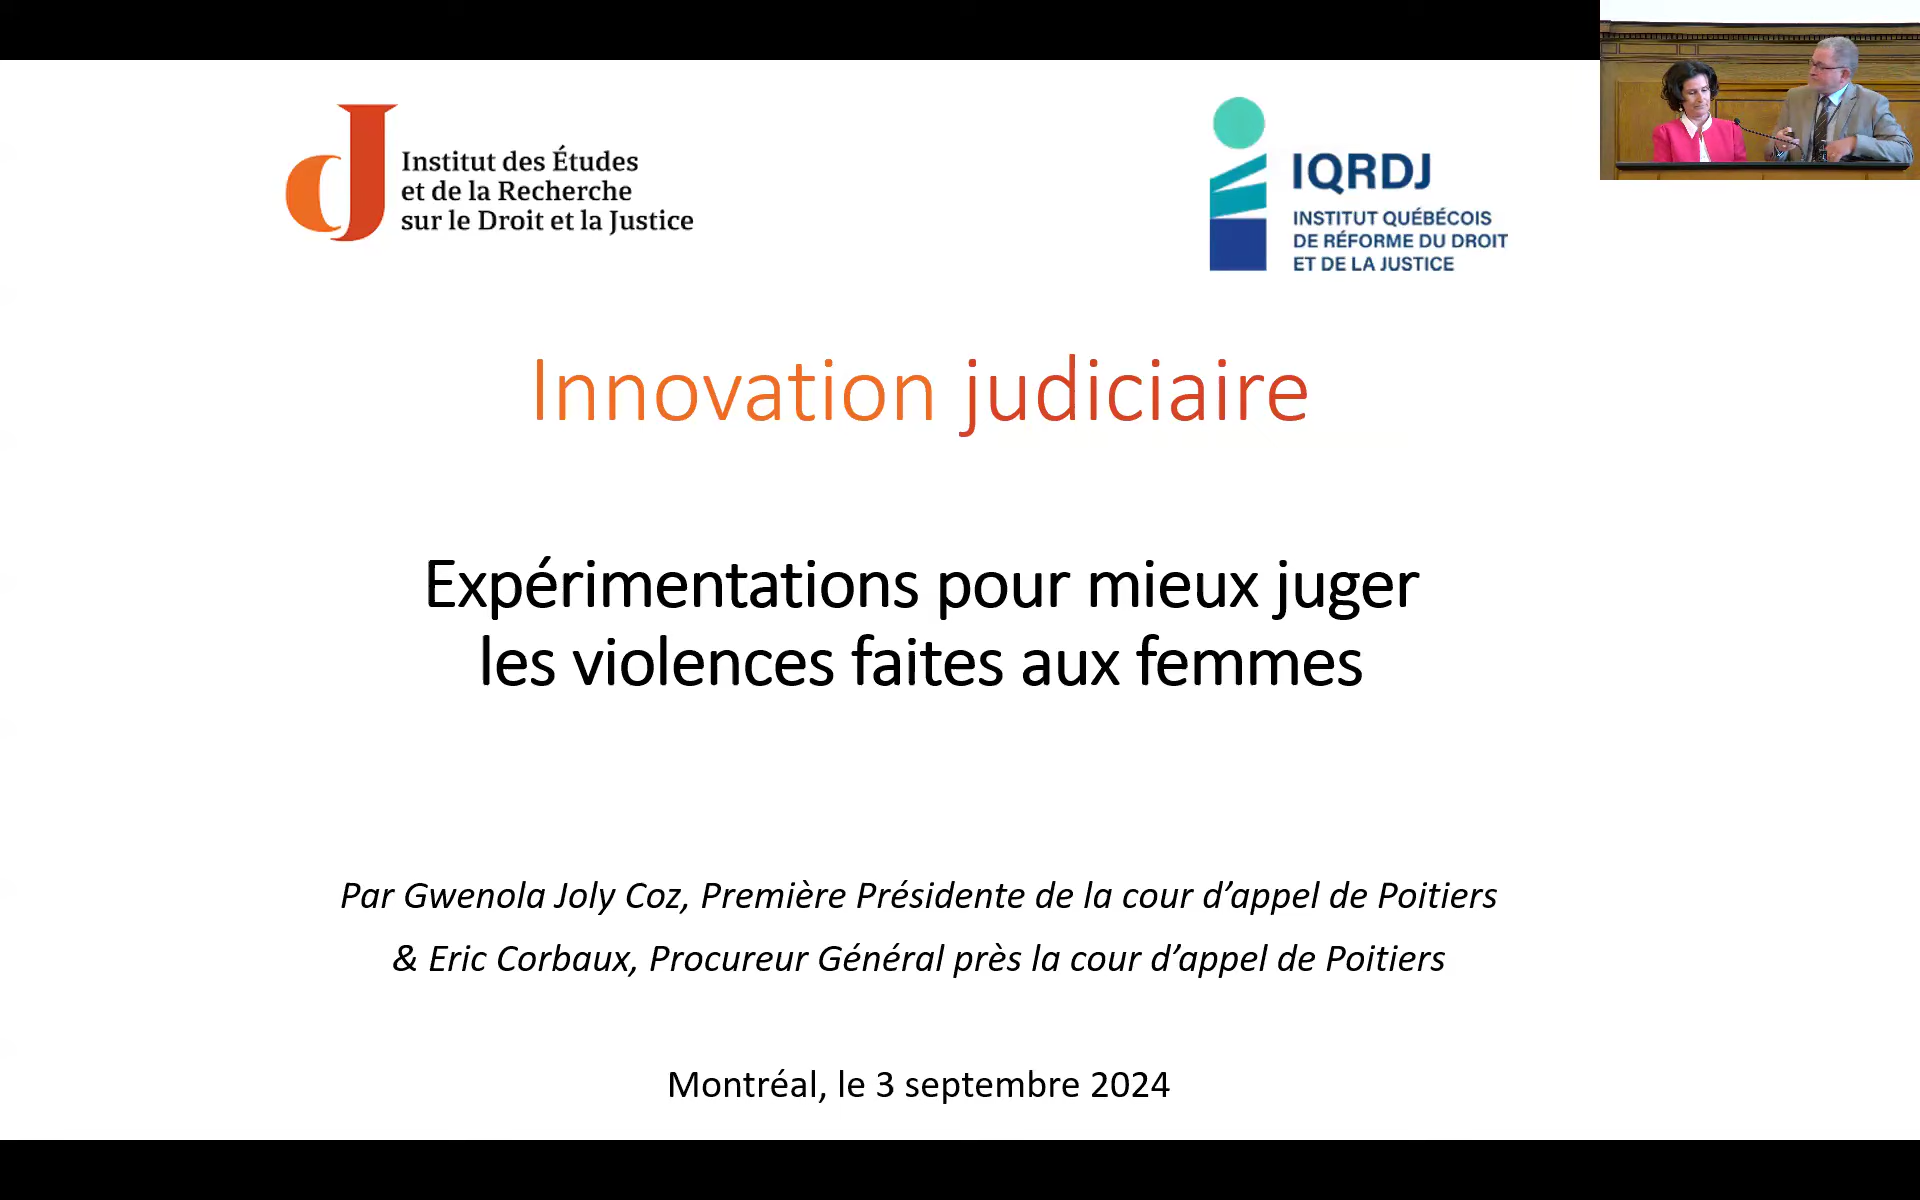 Institut des Études
et de la Recherche
sur le Droit et la Justice
IQRDJ
INSTITUT QUÉBÉCOIS
DE RÉFORME DU DROIT
ET DE LA JUSTICE
Innovation judiciaire
Expérimentations pour mieux juger
les violences faites aux femmes
Par Gwenola Joly Coz, Première Présidente de la cour d’appel de Poitiers
& Eric Corbaux, Procureur Général près la cour d’appel de Poitiers
Montréal, le 3 septembre 2024